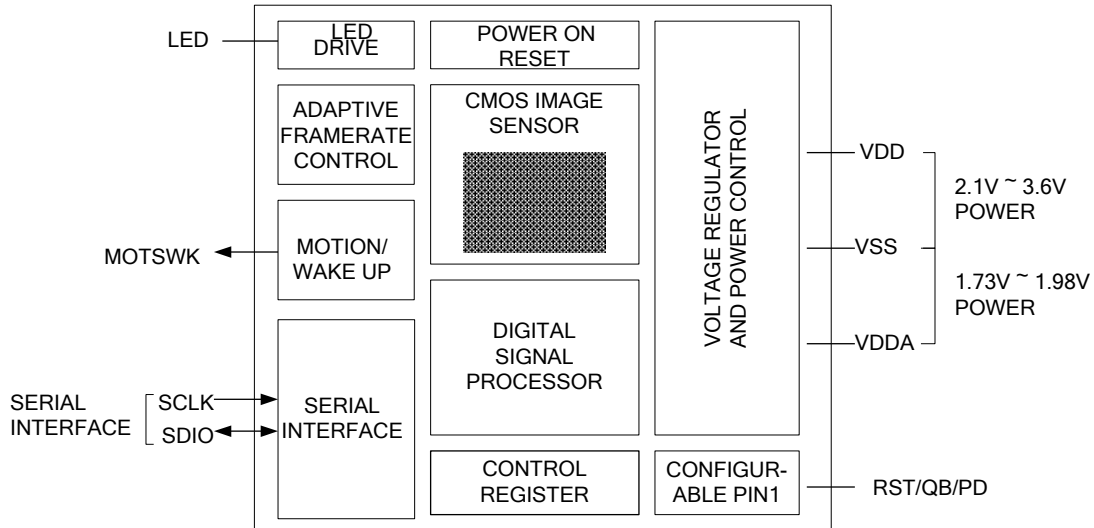 LED
LED
DRIVE
POWER ON
RESET
ADAPTIVE
FRAMERATE
CONTROL
CMOS IMAGE
SENSOR
VOLTAGE REGULATOR
AND POWER CONTROL
VDD
2.1V ~ 3.6V
POWER
MOTSWK
MOTION/
WAKE UP
VSS
1.73V ~ 1.98V
POWER
DIGITAL
SIGNAL
PROCESSOR
VDDA
SERIAL
INTERFACE
SCLK
SDIO
SERIAL
INTERFACE
CONTROL
REGISTER
CONFIGUR-
ABLE PIN1
RST/QB/PD